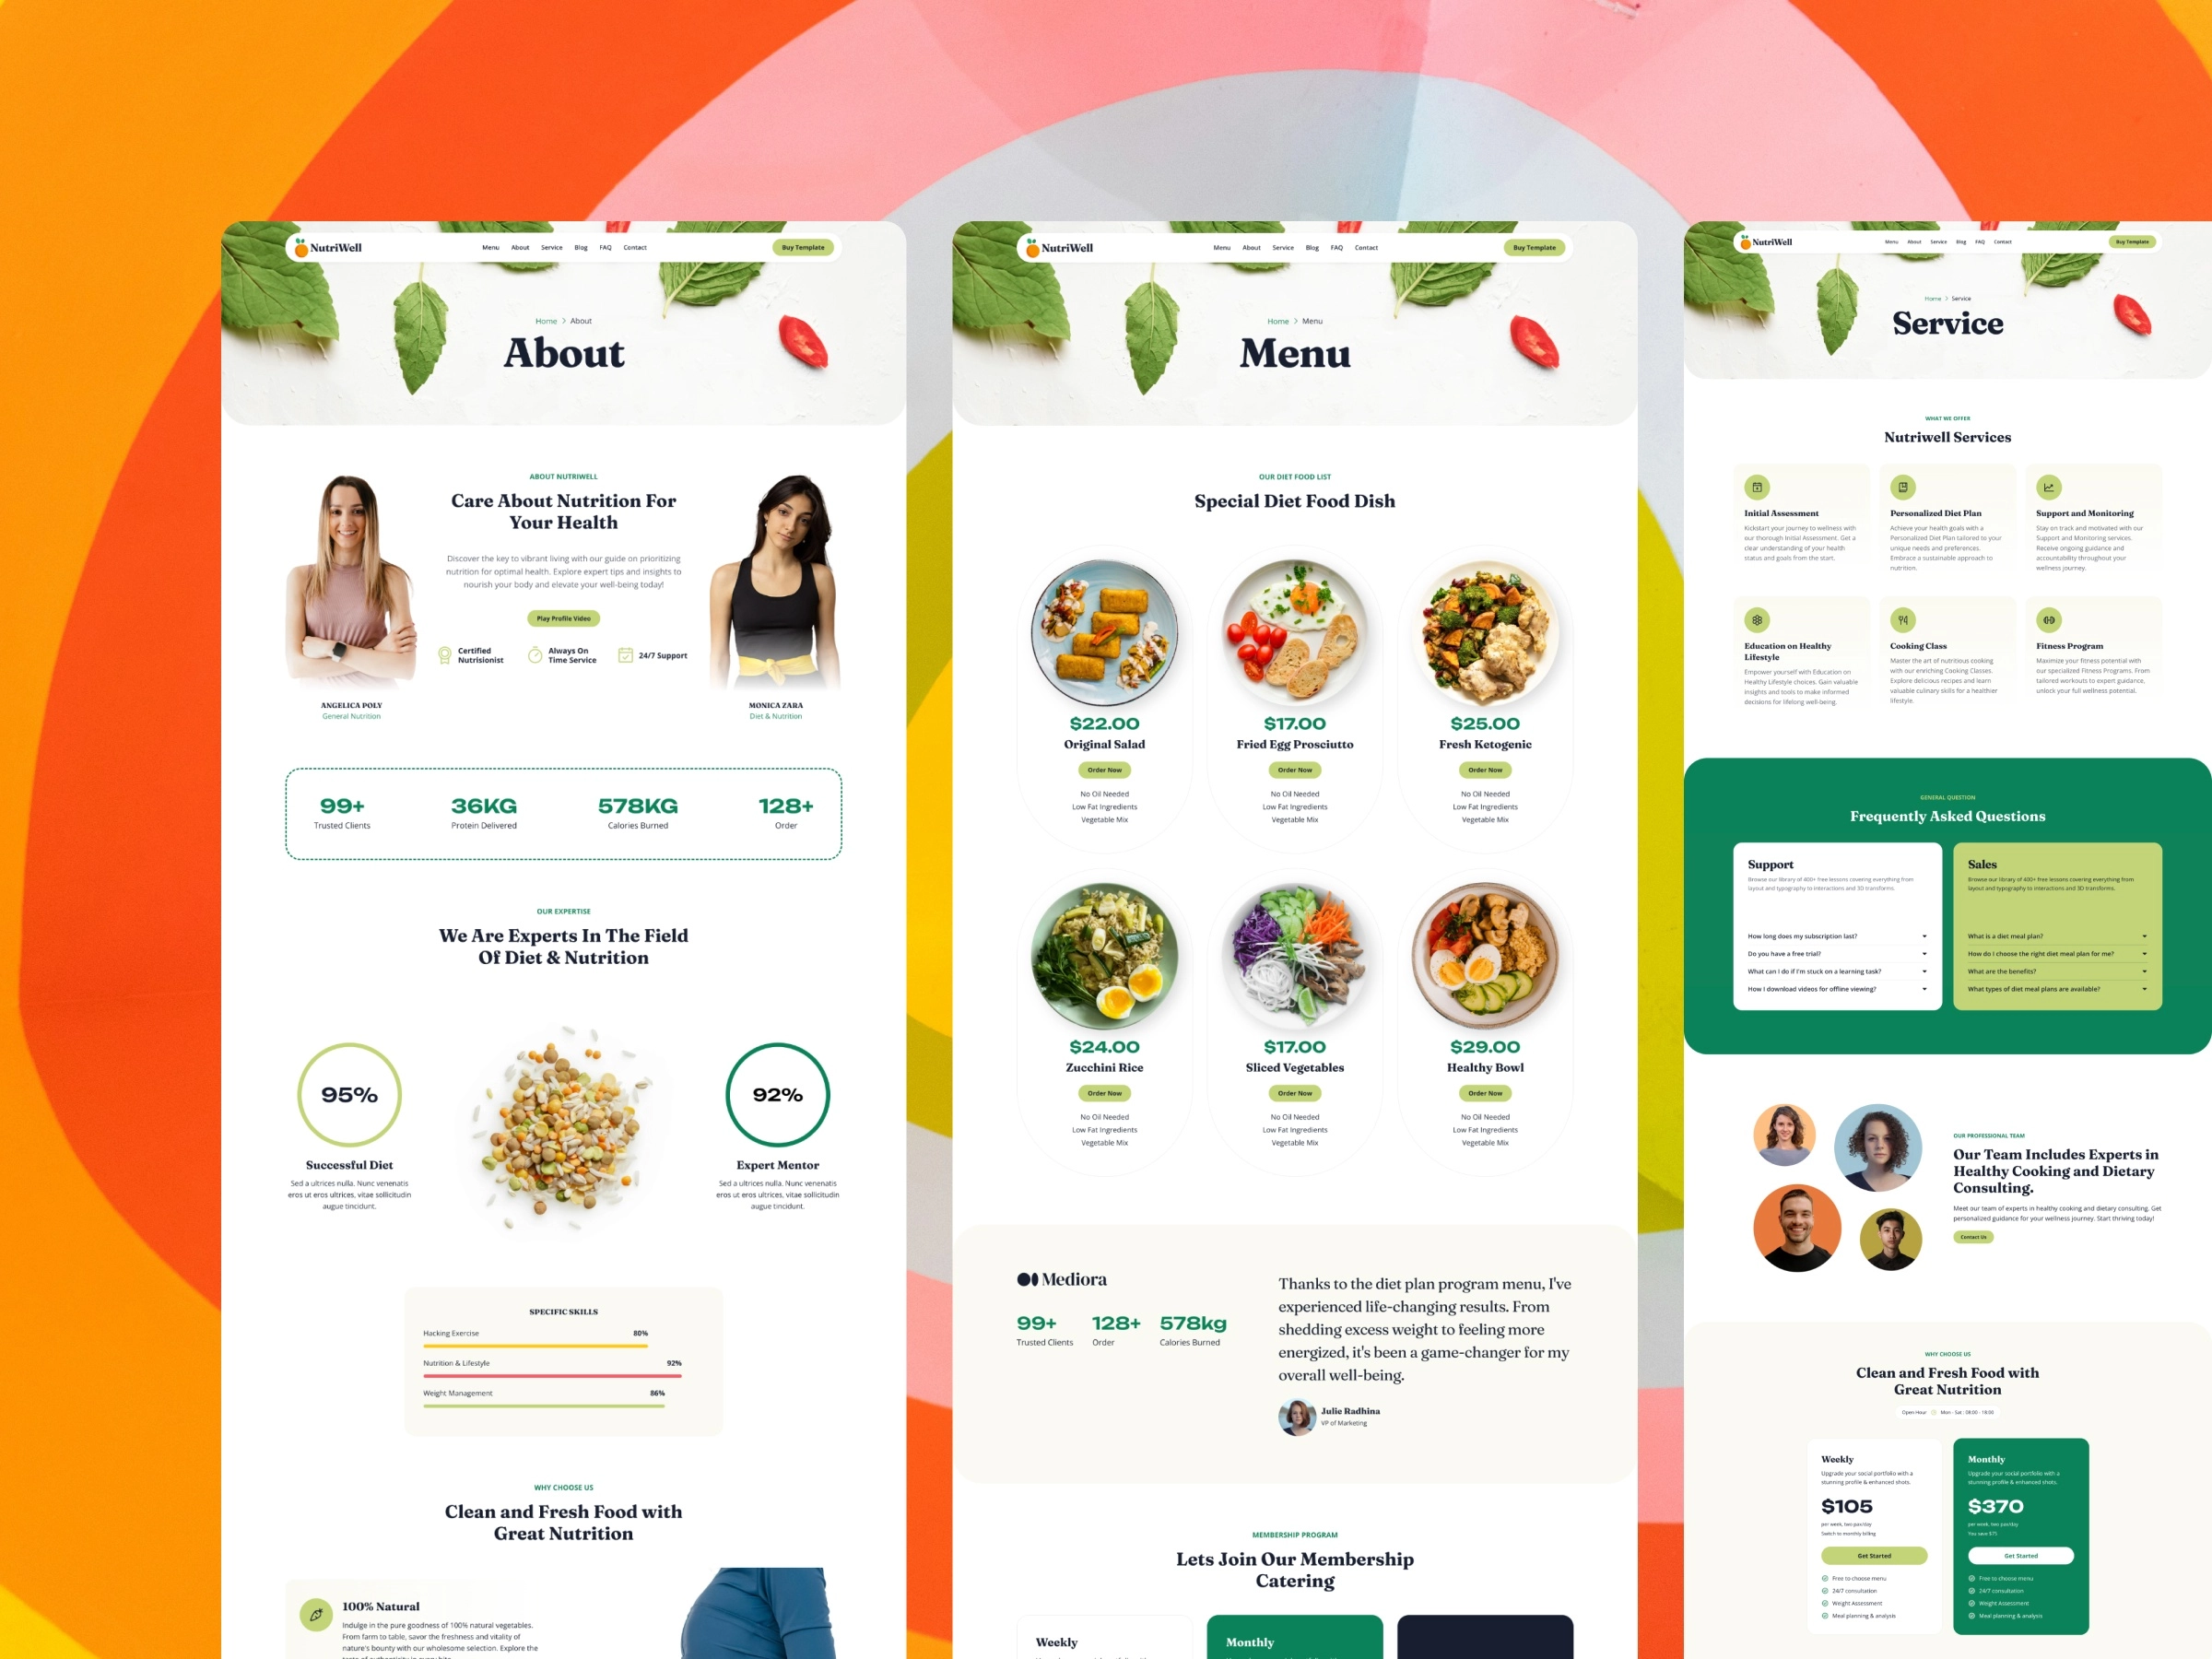 NutriWell
Menu About Service Blog FAQ Contact
Buy Template
Home > About
About
ABOUT NUTRIWELL
Care About Nutrition For
Your Health
Discover the key to vibrant living with our guide on prioritizing
nutrition for optimal health. Explore expert tips and insights to
nourish your body and elevate your well-being today!
Play Profile Video
Certified
Nutrisionist
Always On
Time Service
24/7 Support
ANGELICA POLY
General Nutrition
MONICA ZARA
Diet & Nutrition
99+
Trusted Clients
36KG
Protein Delivered
578KG
Calories Burned
128+
Order
OUR EXPERTISE
We Are Experts In The Field
Of Diet & Nutrition
95%
Successful Diet
Sed a ultrices nulla. Nunc venenatis
eros ut eros ultrices, vitae sollicitudin
augue tincidunt.
92%
Expert Mentor
Sed a ultrices nulla. Nunc venenatis
eros ut eros ultrices, vitae sollicitudin
augue tincidunt.
SPECIFIC SKILLS
Hacking Exercise 80%
Nutrition & Lifestyle 92%
Weight Management 86%
WHY CHOOSE US
Clean and Fresh Food with
Great Nutrition
100% Natural
Indulge in the pure goodness of 100% natural vegetables.
From farm to table, savor the freshness and vitality of
nature's bounty with our wholesome selection. Explore the
NutriWell
Menu About Service Blog FAQ Contact
Buy Template
Home > Menu
Menu
OUR DIET FOOD LIST
Special Diet Food Dish
$22.00
Original Salad
Order Now
No Oil Needed
Low Fat Ingredients
Vegetable Mix
$17.00
Fried Egg Prosciutto
Order Now
No Oil Needed
Low Fat Ingredients
Vegetable Mix
$25.00
Fresh Ketogenic
Order Now
No Oil Needed
Low Fat Ingredients
Vegetable Mix
$24.00
Zucchini Rice
Order Now
No Oil Needed
Low Fat Ingredients
Vegetable Mix
$17.00
Sliced Vegetables
Order Now
No Oil Needed
Low Fat Ingredients
Vegetable Mix
$29.00
Healthy Bowl
Order Now
No Oil Needed
Low Fat Ingredients
Vegetable Mix
Mediora
99+
Trusted Clients
128+
Order
578kg
Calories Burned
Thanks to the diet plan program menu, I've
experienced life-changing results. From
shedding excess weight to feeling more
energized, it's been a game-changer for my
overall well-being.
Julie Radhina
VP of Marketing
MEMBERSHIP PROGRAM
Lets Join Our Membership
Catering
Weekly
Monthly
NutriWell
Menu About Service Blog FAQ Contact
Buy Template
Home > Service
Service
WHAT WE OFFER
Nutriwell Services
Initial Assessment
Kickstart your journey to wellness with
our thorough Initial Assessment. Get a
clear understanding of your health
status and goals from the start.
Personalized Diet Plan
Achieve your health goals with a
Personalized Diet Plan tailored to your
unique needs and preferences.
Embrace a sustainable approach to
nutrition.
Support and Monitoring
Stay on track and motivated with our
Support and Monitoring services.
Receive ongoing guidance and
accountability throughout your
wellness journey.
Education on Healthy
Lifestyle
Empower yourself with Education on
Healthy Lifestyle choices. Gain valuable
insights and tools to make informed
decisions for lifelong well-being.
Cooking Class
Master the art of nutritious cooking
with our enriching Cooking Classes.
Explore delicious recipes and learn
valuable culinary skills for a healthier
lifestyle.
Fitness Program
Maximize your fitness potential with
our specialized Fitness Programs. From
tailored workouts to expert guidance,
unlock your full wellness potential.
GENERAL QUESTION
Frequently Asked Questions
Support
Browse our library of 400+ free lessons covering everything from
layout and typography to interactions and 3D transforms.
How long does my subscription last?
Do you have a free trial?
What can I do if I'm stuck on a learning task?
How I download videos for offline viewing?
Sales
Browse our library of 400+ free lessons covering everything from
layout and typography to interactions and 3D transforms.
What is a diet meal plan?
How do I choose the right diet meal plan for me?
What are the benefits?
What types of diet meal plans are available?
OUR PROFESSIONAL TEAM
Our Team Includes Experts in
Healthy Cooking and Dietary
Consulting.
Meet our team of experts in healthy cooking and dietary consulting. Get
personalized guidance for your wellness journey. Start thriving today!
Contact Us
WHY CHOOSE US
Clean and Fresh Food with
Great Nutrition
Open Hour Mon - Sat : 08:00 - 18:00
Weekly
Upgrade your social portfolio with a
stunning profile & enhanced shots.
$105
per week, two pax/day
Switch to monthly billing
Get Started
Free to choose menu
24/7 consultation
Weight Assessment
Meal planning & analysis
Monthly
Upgrade your social portfolio with a
stunning profile & enhanced shots.
$370
per week, two pax/day
You save $75
Get Started
Free to choose menu
24/7 consultation
Weight Assessment
Meal planning & analysis